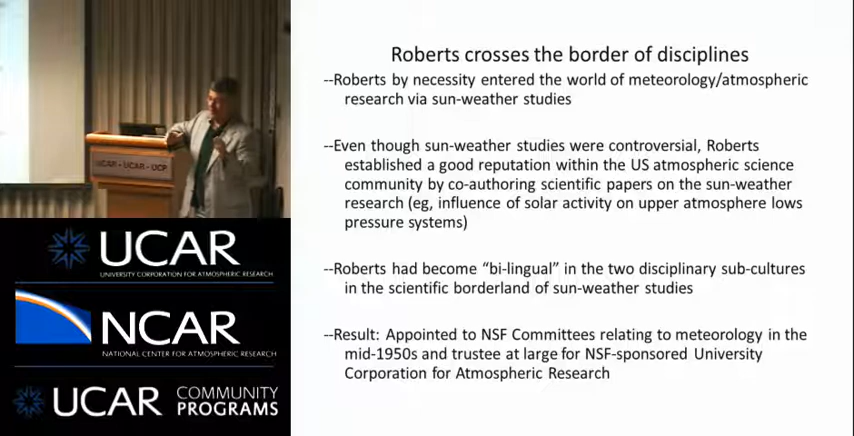 UCAR • NCAR • UCP
UCAR
UNIVERSITY CORPORATION FOR ATMOSPHERIC RESEARCH
NCAR
NATIONAL CENTER FOR ATMOSPHERIC RESEARCH
UCAR COMMUNITY
PROGRAMS
Roberts crosses the border of disciplines
--Roberts by necessity entered the world of meteorology/atmospheric
research via sun-weather studies
--Even though sun-weather studies were controversial, Roberts
established a good reputation within the US atmospheric science
community by co-authoring scientific papers on the sun-weather
research (eg, influence of solar activity on upper atmosphere lows
pressure systems)
--Roberts had become “bi-lingual” in the two disciplinary sub-cultures
in the scientific borderland of sun-weather studies
--Result: Appointed to NSF Committees relating to meteorology in the
mid-1950s and trustee at large for NSF-sponsored University
Corporation for Atmospheric Research